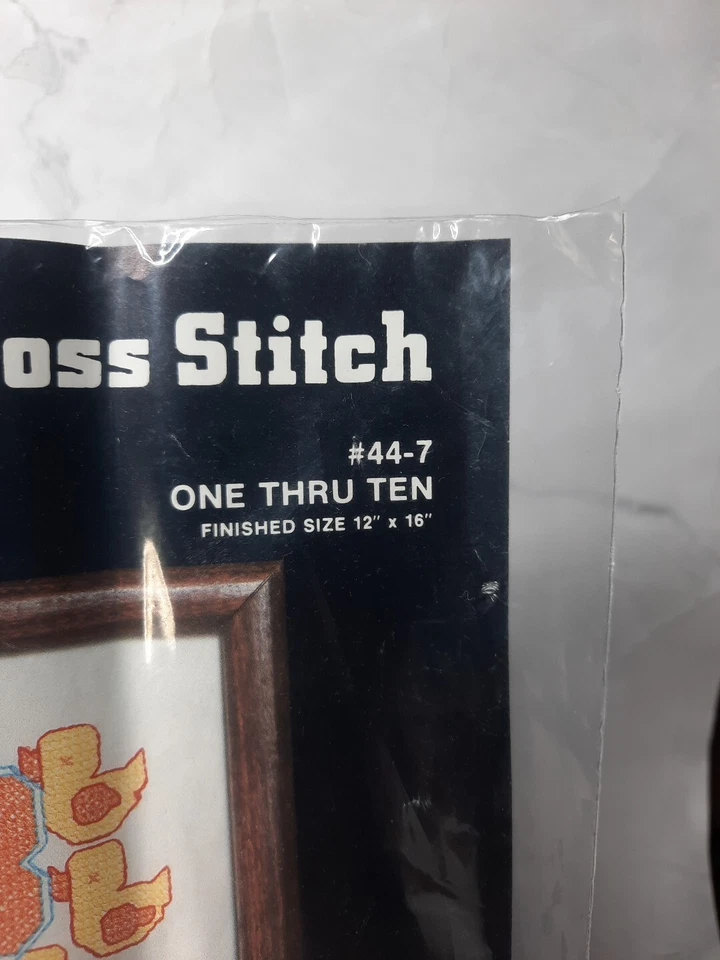 oss Stitch
#44-7
ONE THRU TEN
FINISHED SIZE 12" x 16"